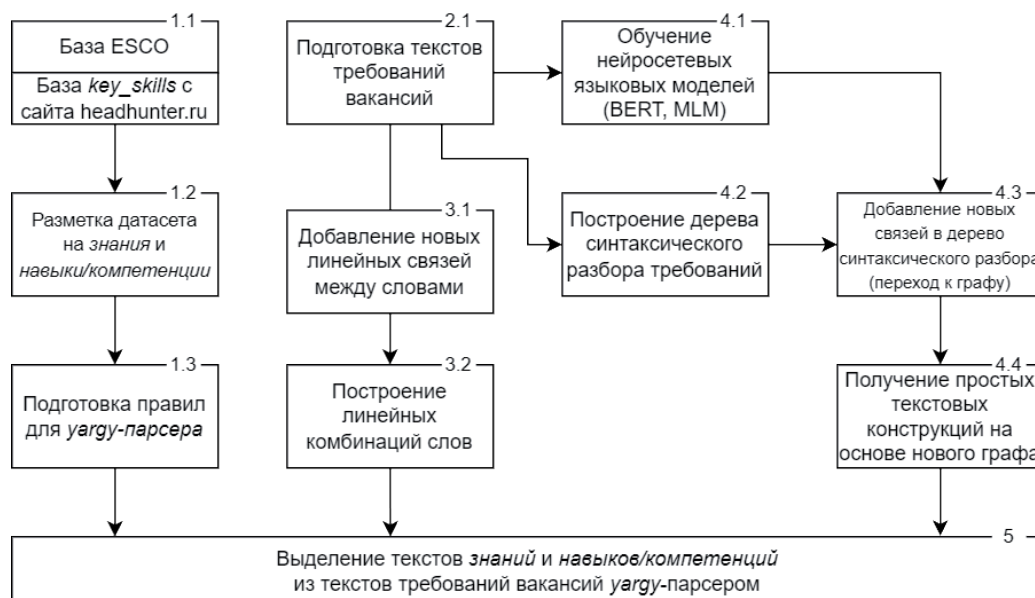 1.1
База ESCO
База key_skills с
сайта headhunter.ru
1.2
Разметка датасета
на знания и
навыки/компетенции
1.3
Подготовка правил
для yargy-парсера
2.1
Подготовка текстов
требований
вакансий
3.1
Добавление новых
линейных связей
между словами
3.2
Построение
линейных
комбинаций слов
4.1
Обучение
нейросетевых
языковых моделей
(BERT, MLM)
4.2
Построение дерева
синтаксического
разбора требований
4.3
Добавление новых
связей в дерево
синтаксического разбора
(переход к графу)
4.4
Получение простых
текстовых
конструкций на
основе нового графа
5
Выделение текстов знаний и навыков/компетенций
из текстов требований вакансий yargy-парсером